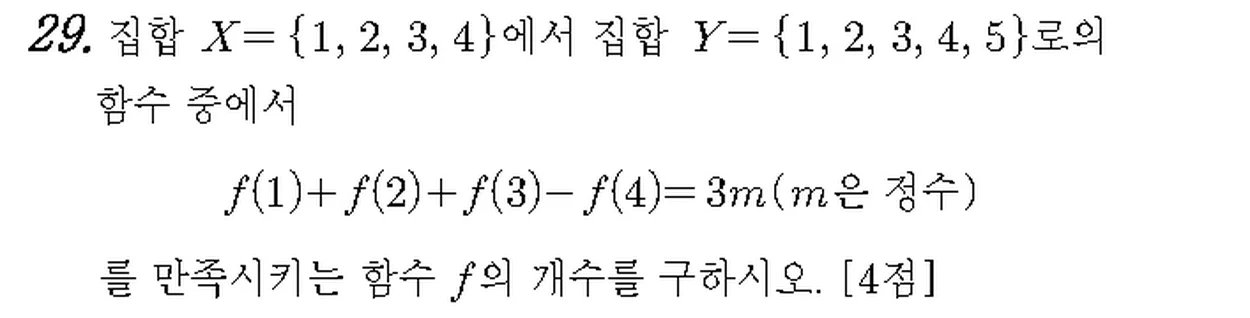 29. 집합 X={1, 2, 3, 4}에서 집합 Y={1, 2, 3, 4, 5}로의
함수 중에서
f(1)+f(2)+f(3)-f(4)=3m(m은 정수)
를 만족시키는 함수 f의 개수를 구하시오. [4점]